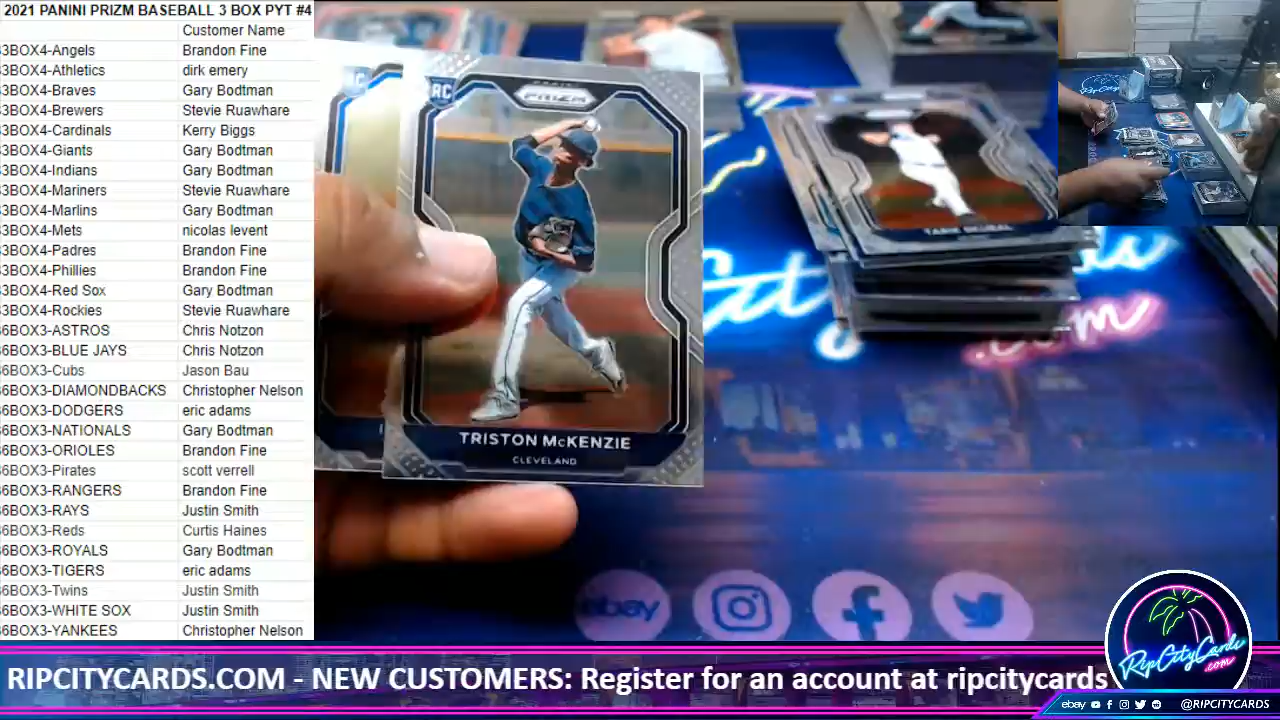 2021 PANINI PRIZM BASEBALL 3 BOX PYT #4
Customer Name
3BOX4-Angels Brandon Fine
3BOX4-Athletics dirk emery
3BOX4-Braves Gary Bodtman
3BOX4-Brewers Stevie Ruawhare
3BOX4-Cardinals Kerry Biggs
3BOX4-Giants Gary Bodtman
3BOX4-Indians Gary Bodtman
3BOX4-Mariners Stevie Ruawhare
3BOX4-Marlins Gary Bodtman
3BOX4-Mets nicolas levent
3BOX4-Padres Brandon Fine
3BOX4-Phillies Brandon Fine
3BOX4-Red Sox Gary Bodtman
3BOX4-Rockies Stevie Ruawhare
6BOX3-ASTROS Chris Notzon
6BOX3-BLUE JAYS Chris Notzon
6BOX3-Cubs Jason Bau
6BOX3-DIAMONDBACKS Christopher Nelson
6BOX3-DODGERS eric adams
6BOX3-NATIONALS Gary Bodtman
6BOX3-ORIOLES Brandon Fine
6BOX3-Pirates scott verrell
6BOX3-RANGERS Brandon Fine
6BOX3-RAYS Justin Smith
6BOX3-Reds Curtis Haines
6BOX3-ROYALS Gary Bodtman
6BOX3-TIGERS eric adams
6BOX3-Twins Justin Smith
6BOX3-WHITE SOX Justin Smith
6BOX3-YANKEES Christopher Nelson
RC
PRIZM
TRISTON McKENZIE
CLEVELAND
.com
ebay
RipCityCards
.com
RIPCITYCARDS.COM - NEW CUSTOMERS: Register for an account at ripcitycards
ebay @RIPCITYCARDS